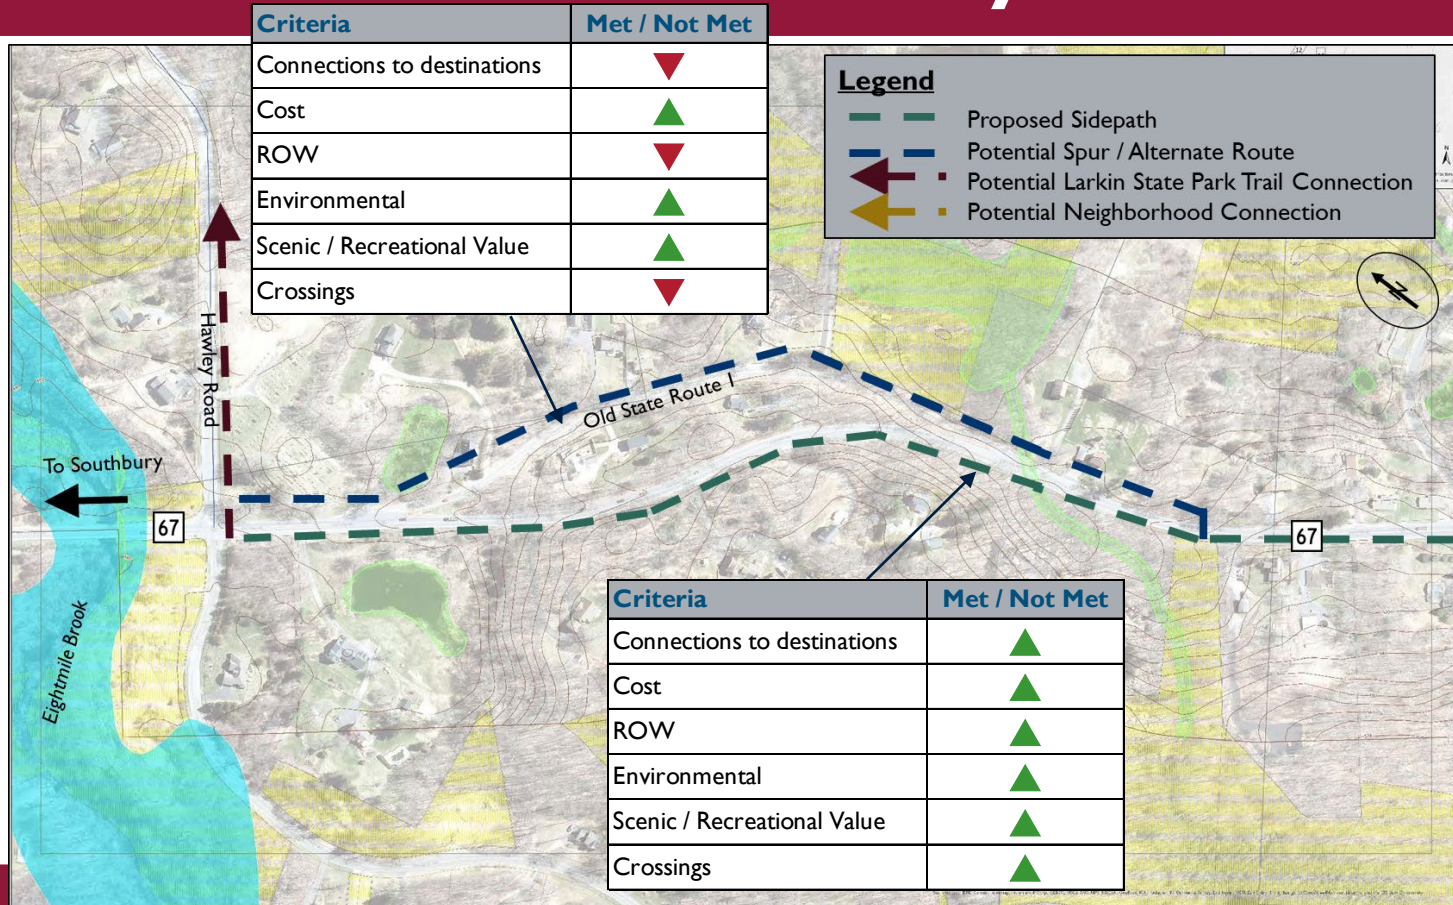 Criteria Met / Not Met
Connections to destinations
Cost
ROW
Environmental
Scenic / Recreational Value
Crossings
Legend
Proposed Sidepath
Potential Spur / Alternate Route
Potential Larkin State Park Trail Connection
Potential Neighborhood Connection
N
N
Hawley Road
Old State Route 1
To Southbury
67
67
Eightmile Brook
Criteria Met / Not Met
Connections to destinations
Cost
ROW
Environmental
Scenic / Recreational Value
Crossings